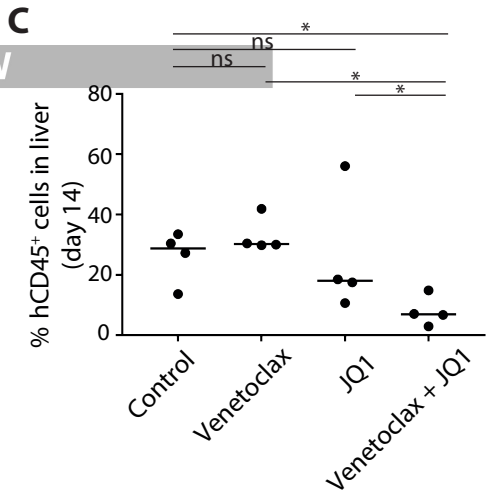 C
*
ns
ns
*
*
80
60
40
20
0
% hCD45⁺ cells in liver
(day 14)
Control
Venetoclax
JQ1
Venetoclax + JQ1